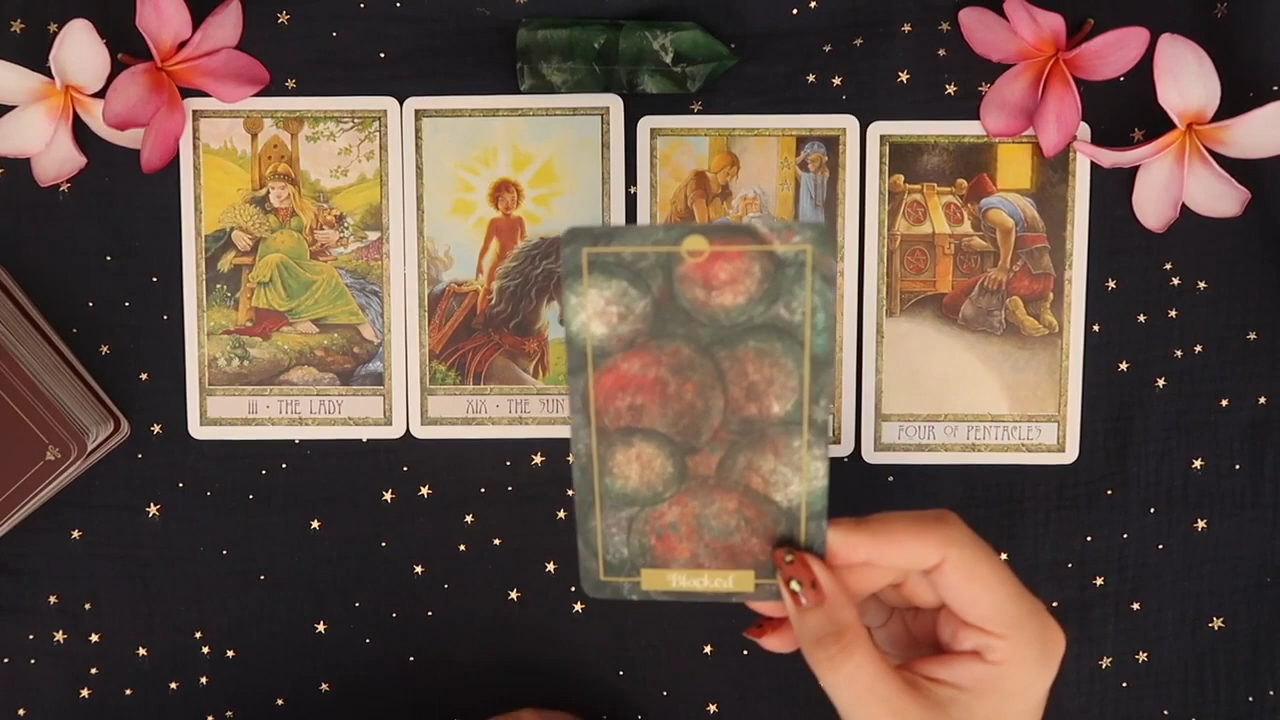 III • THE LADY
XIX • THE SUN
FOUR OF PENTACLES
Blocked